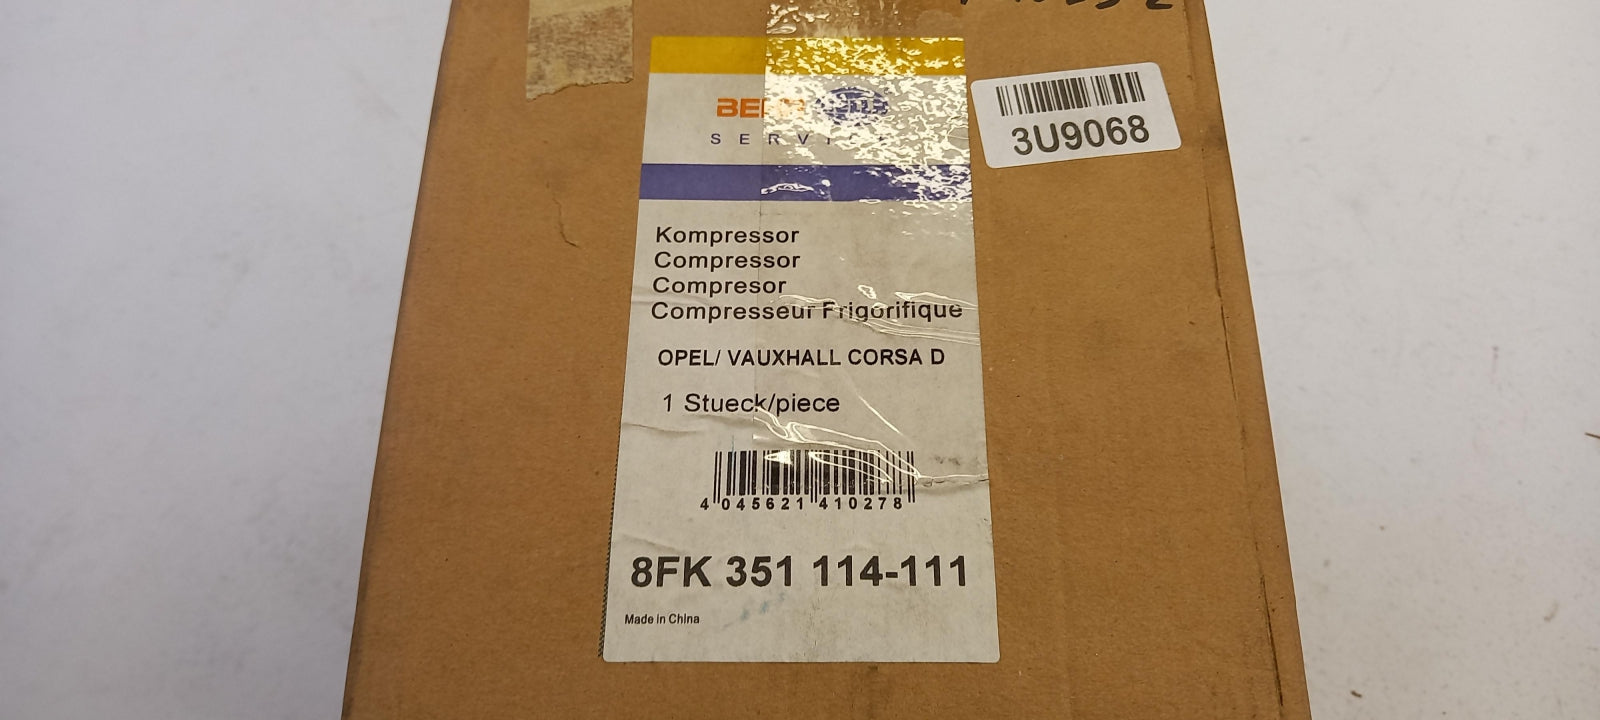 3U9068
Kompressor
Compressor
Compresor
Compresseur Frigorifique
OPEL/ VAUXHALL CORSA D
1 Stueck/piece
4 045621 410278
8FK 351 114-111
Made in China